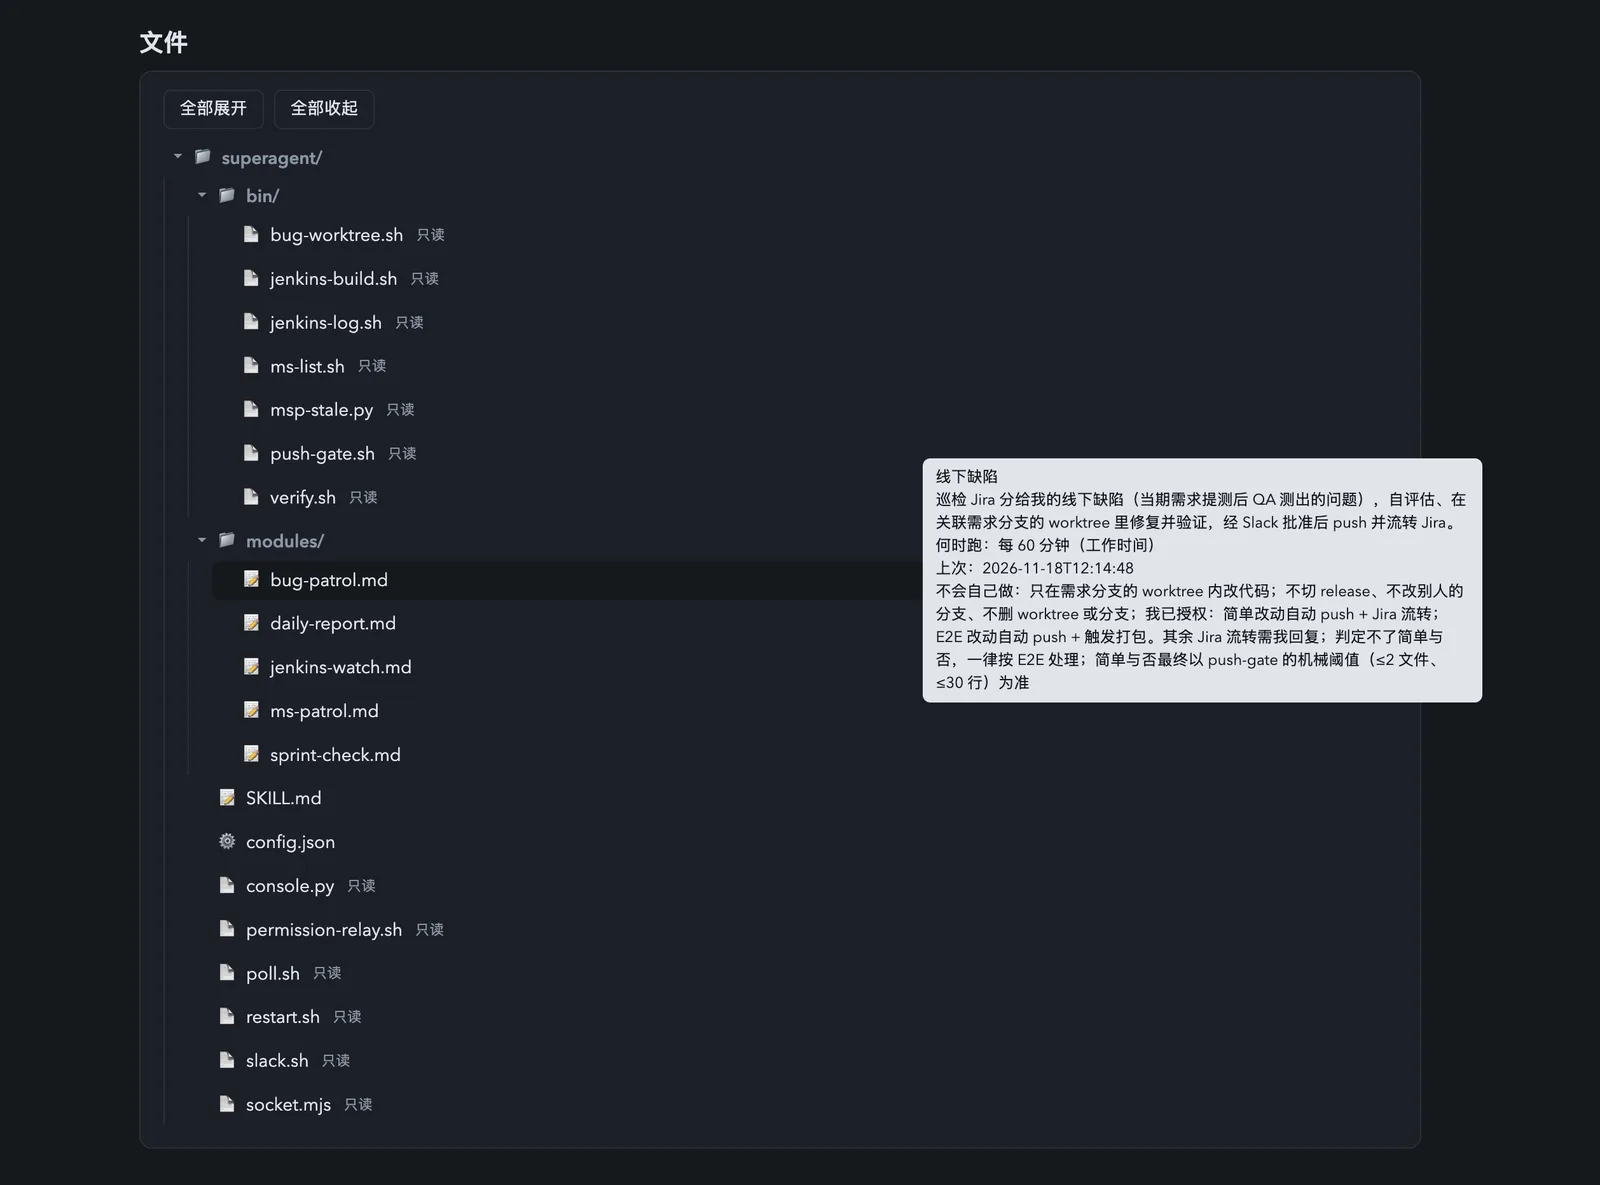 文件
全部展开 全部收起
superagent/
bin/
bug-worktree.sh 只读
jenkins-build.sh 只读
jenkins-log.sh 只读
ms-list.sh 只读
msp-stale.py 只读
push-gate.sh 只读
verify.sh 只读
modules/
bug-patrol.md
daily-report.md
jenkins-watch.md
ms-patrol.md
sprint-check.md
SKILL.md
config.json
console.py 只读
permission-relay.sh 只读
poll.sh 只读
restart.sh 只读
slack.sh 只读
socket.mjs 只读
线下缺陷
巡检 Jira 分给我的线下缺陷（当期需求提测后 QA 测出的问题），自评估、在
关联需求分支的 worktree 里修复并验证，经 Slack 批准后 push 并流转 Jira。
何时跑：每 60 分钟（工作时间）
上次：2026-11-18T12:14:48
不会自己做：只在需求分支的 worktree 内改代码；不切 release、不改别人的
分支、不删 worktree 或分支；我已授权：简单改动自动 push + Jira 流转；
E2E 改动自动 push + 触发打包。其余 Jira 流转需我回复；判定不了简单与
否，一律按 E2E 处理；简单与否最终以 push-gate 的机械阈值（≤2 文件、
≤30 行）为准